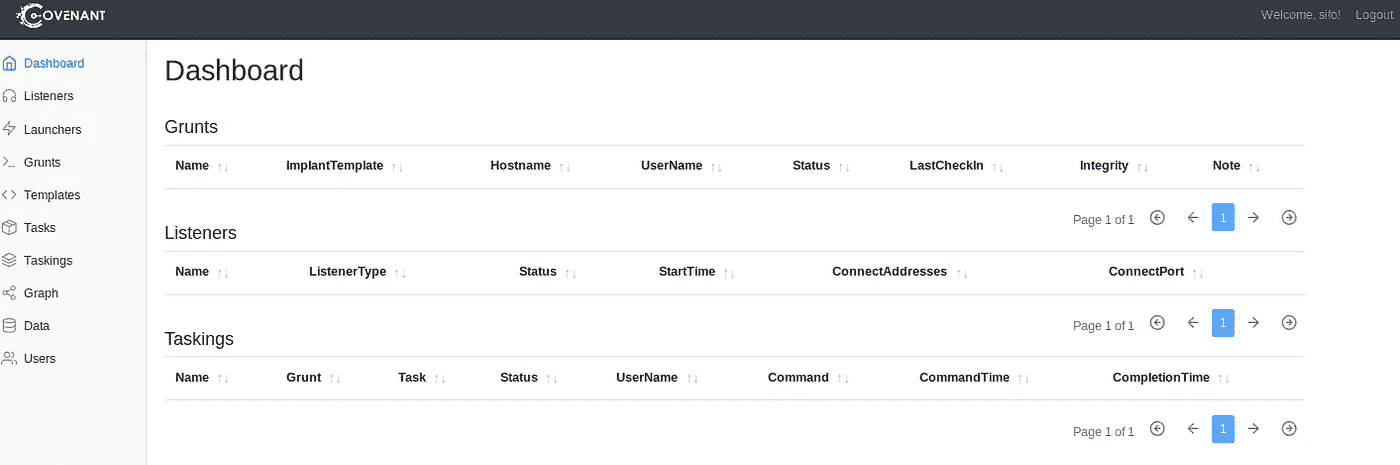 COVENANT
Welcome, sifo! Logout
Dashboard
Listeners
Launchers
Grunts
Templates
Tasks
Taskings
Graph
Data
Users
Dashboard
Grunts
Name ↑↓ ImplantTemplate ↑↓ Hostname ↑↓ UserName ↑↓ Status ↑↓ LastCheckIn ↑↓ Integrity ↑↓ Note ↑↓
Page 1 of 1 1
Listeners
Name ↑↓ ListenerType ↑↓ Status ↑↓ StartTime ↑↓ ConnectAddresses ↑↓ ConnectPort ↑↓
Page 1 of 1 1
Taskings
Name ↑↓ Grunt ↑↓ Task ↑↓ Status ↑↓ UserName ↑↓ Command ↑↓ CommandTime ↑↓ CompletionTime ↑↓
Page 1 of 1 1